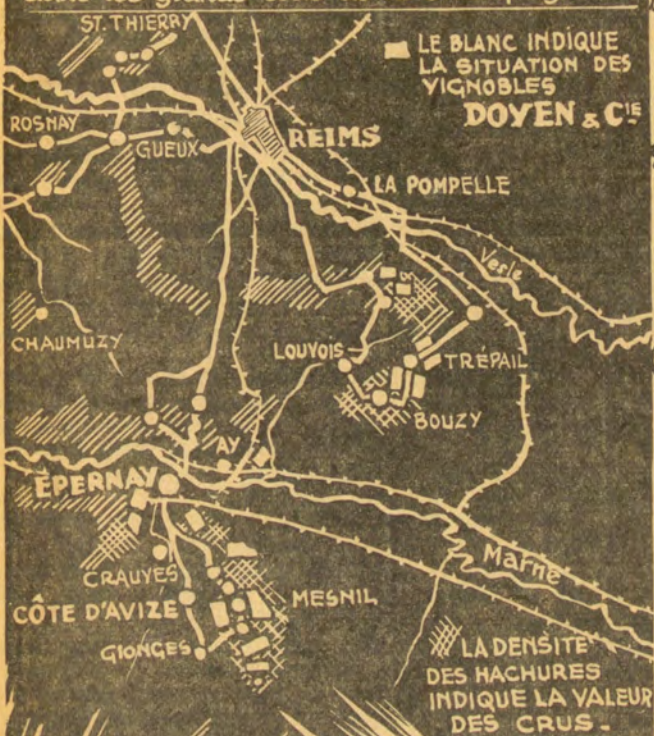 ST. THIERRY
LE BLANC INDIQUE
LA SITUATION DES
VIGNOBLES
DOYEN & CIE
ROSNAY
GUEUX
REIMS
LA POMPELLE
Vesle
CHAUMUZY
LOUVOIS
TRÉPAIL
BOUZY
AY
ÉPERNAY
Marne
CRAUYES
MESNIL
CÔTE D'AVIZE
GIONGES
LA DENSITÉ
DES HACHURES
INDIQUE LA VALEUR
DES CRUS -